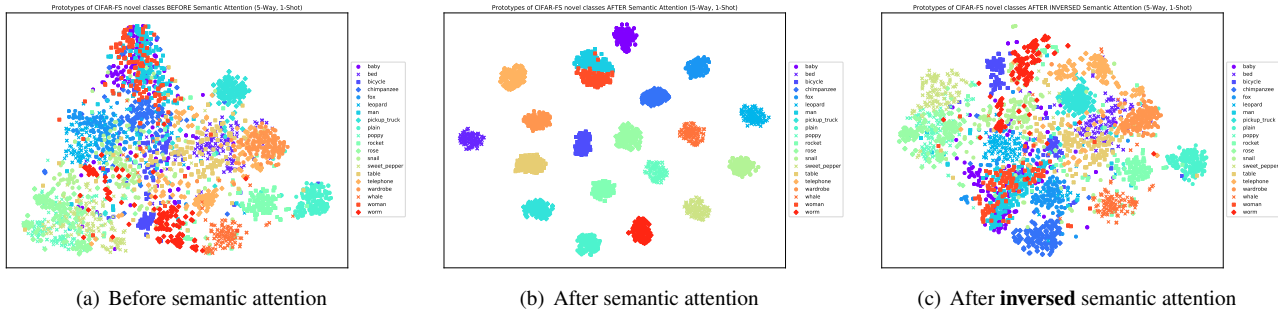 Prototypes of CIFAR-FS novel classes BEFORE Semantic Attention (5-Way, 1-Shot)
baby
bed
bicycle
chimpanzee
fox
leopard
man
pickup_truck
plain
poppy
rocket
rose
snail
sweet_pepper
table
telephone
wardrobe
whale
woman
worm
(a) Before semantic attention
Prototypes of CIFAR-FS novel classes AFTER Semantic Attention (5-Way, 1-Shot)
baby
bed
bicycle
chimpanzee
fox
leopard
man
pickup_truck
plain
poppy
rocket
rose
snail
sweet_pepper
table
telephone
wardrobe
whale
woman
worm
(b) After semantic attention
Prototypes of CIFAR-FS novel classes AFTER INVERSED Semantic Attention (5-Way, 1-Shot)
baby
bed
bicycle
chimpanzee
fox
leopard
man
pickup_truck
plain
poppy
rocket
rose
snail
sweet_pepper
table
telephone
wardrobe
whale
woman
worm
(c) After inversed semantic attention